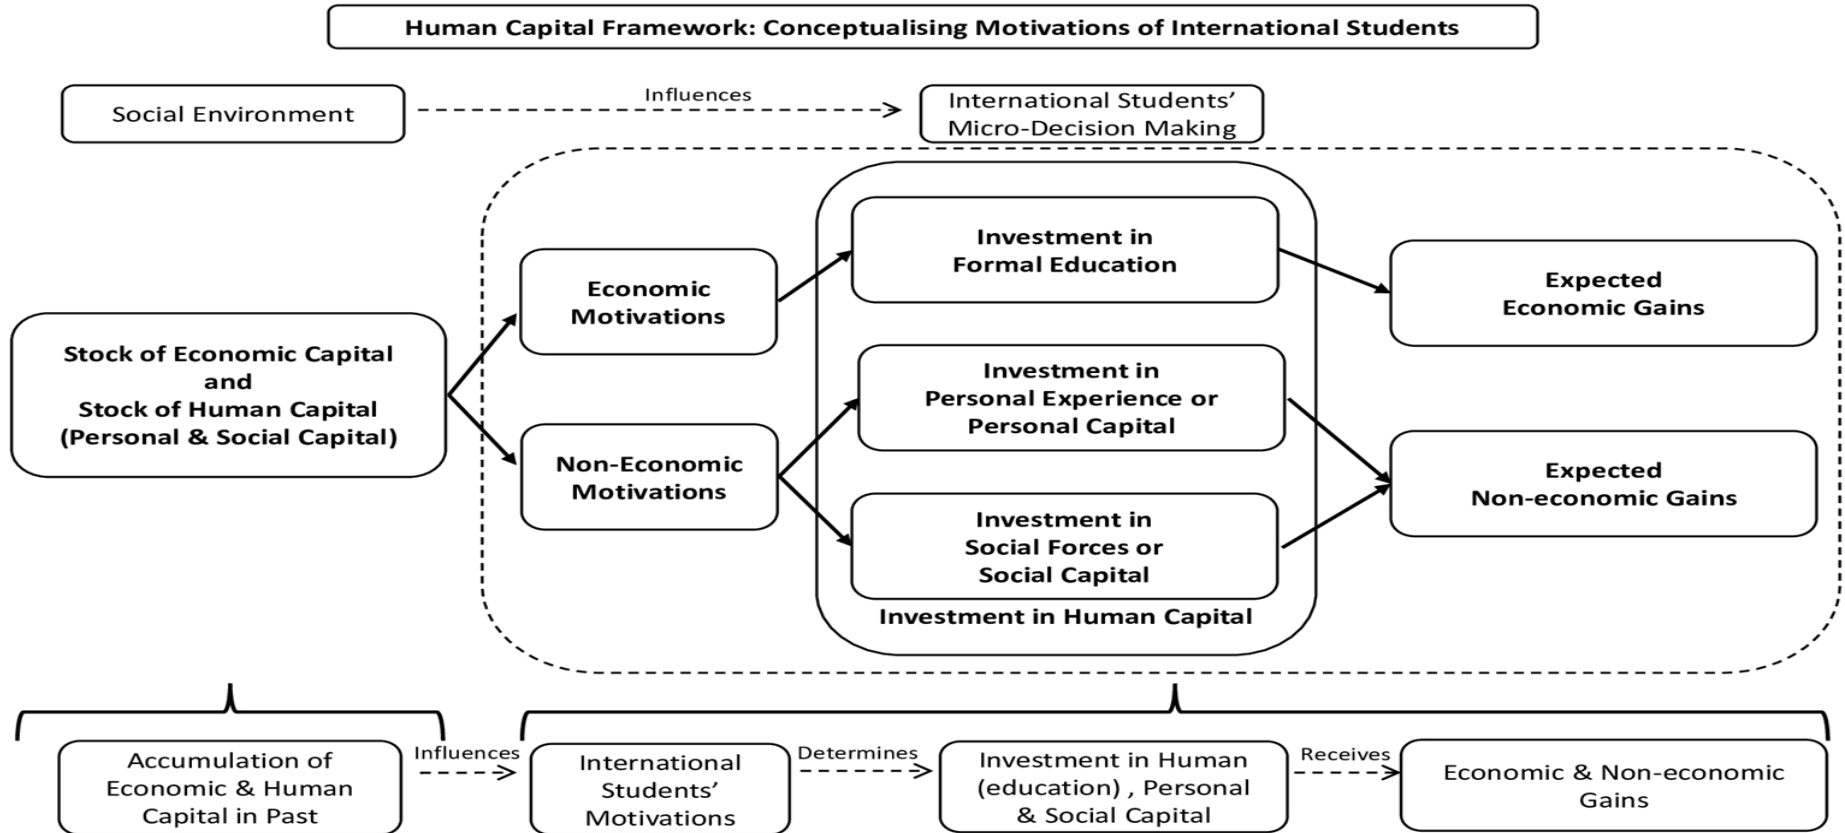 Human Capital Framework: Conceptualising Motivations of International Students
Social Environment
Influences
International Students’
Micro-Decision Making
Stock of Economic Capital
and
Stock of Human Capital
(Personal & Social Capital)
Economic
Motivations
Non-Economic
Motivations
Investment in
Formal Education
Investment in
Personal Experience or
Personal Capital
Investment in
Social Forces or
Social Capital
Investment in Human Capital
Expected
Economic Gains
Expected
Non-economic Gains
Accumulation of
Economic & Human
Capital in Past
Influences
International
Students’
Motivations
Determines
Investment in Human
(education) , Personal
& Social Capital
Receives
Economic & Non-economic
Gains